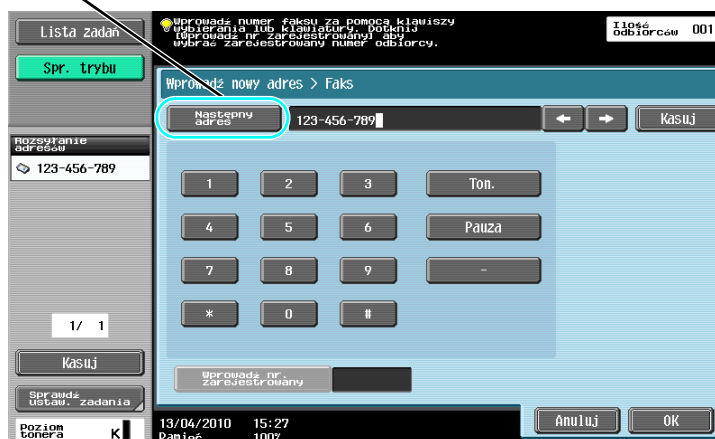 Lista zadań
Spr. trybu
Wprowadź numer faksu za pomocą klawiszy
wybierania lub klawiatury. Dotknij
[Wprowadź nr zarejestrowany] aby
wybrać zarejestrowany numer odbiorcy.
Ilość
odbiorców 001
Wprowadź nowy adres > Faks
Następny
adres
123-456-789
Kasuj
Rozsyłanie
adresów
123-456-789
1 2 3 Ton.
4 5 6 Pauza
7 8 9 -
* 0 #
1/ 1
Kasuj
Wprowadź nr.
zarejestrowany
Sprawdź
ustaw. zadania
Poziom
tonera K
13/04/2010 15:27
Pamięć 100%
Anuluj
OK